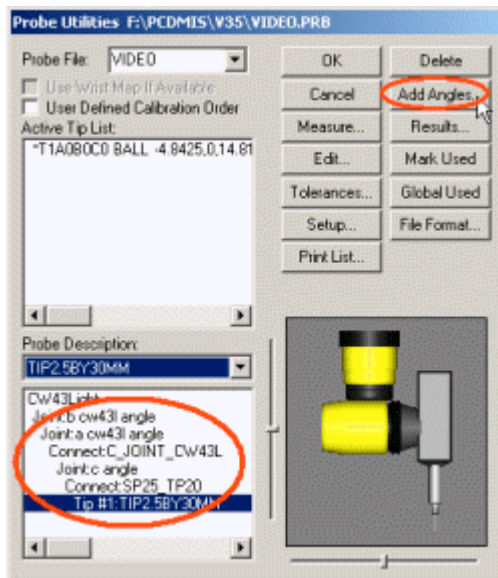 Probe Utilities F:\PCDMIS\V35\VIDEO.PRB
Probe File: VIDEO
Use Wrist Map If Available
User Defined Calibration Order
Active Tip List:
*T1A0B0C0 BALL -4.8425,0,14.81
OK
Delete
Cancel
Add Angles...
Measure...
Results...
Edit...
Mark Used
Tolerances...
Global Used
Setup...
File Format...
Print List...
Probe Description:
TIP2.5BY30MM
CW43Light
Joint:b cw43l angle
Joint:a cw43l angle
Connect:C_JOINT_CW43L
Joint:c angle
Connect:SP25_TP20
Tip #1:TIP2.5BY30MM